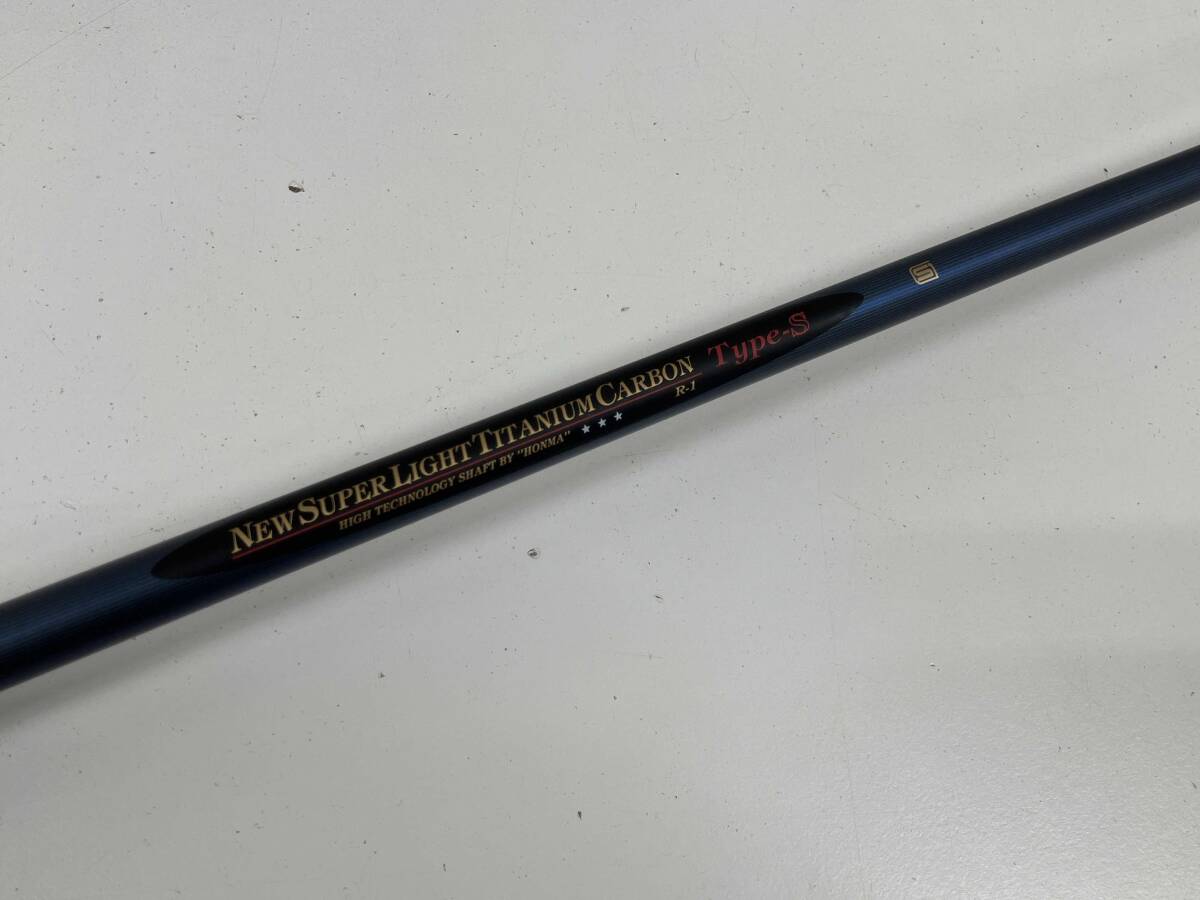 NEW SUPER LIGHT TITANIUM CARBON Type-S
HIGH TECHNOLOGY SHAFT BY "HONMA" ★★★ R-1